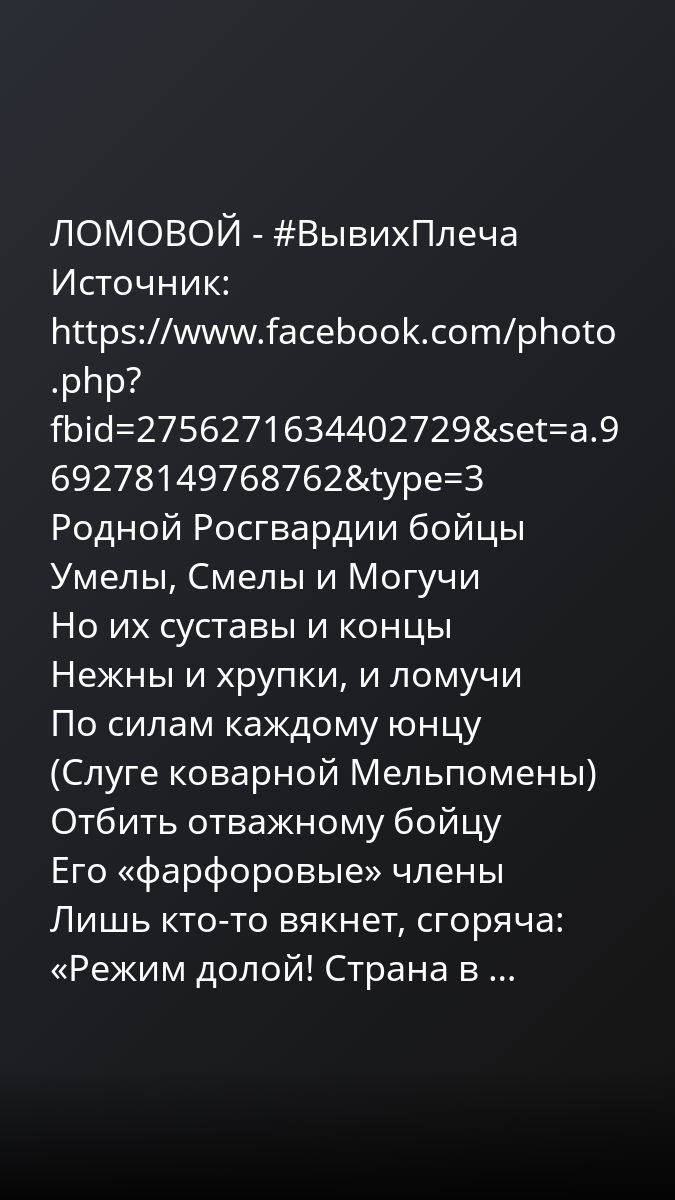 ЛОМОВОЙ - #ВывихПлеча
Источник:
https://www.facebook.com/photo
.php?
fbid=2756271634402729&set=a.9
69278149768762&type=3
Родной Росгвардии бойцы
Умелы, Смелы и Могучи
Но их суставы и концы
Нежны и хрупки, и ломучи
По силам каждому юнцу
(Слуге коварной Мельпомены)
Отбить отважному бойцу
Его «фарфоровые» члены
Лишь кто-то вякнет, сгоряча:
«Режим долой! Страна в ...